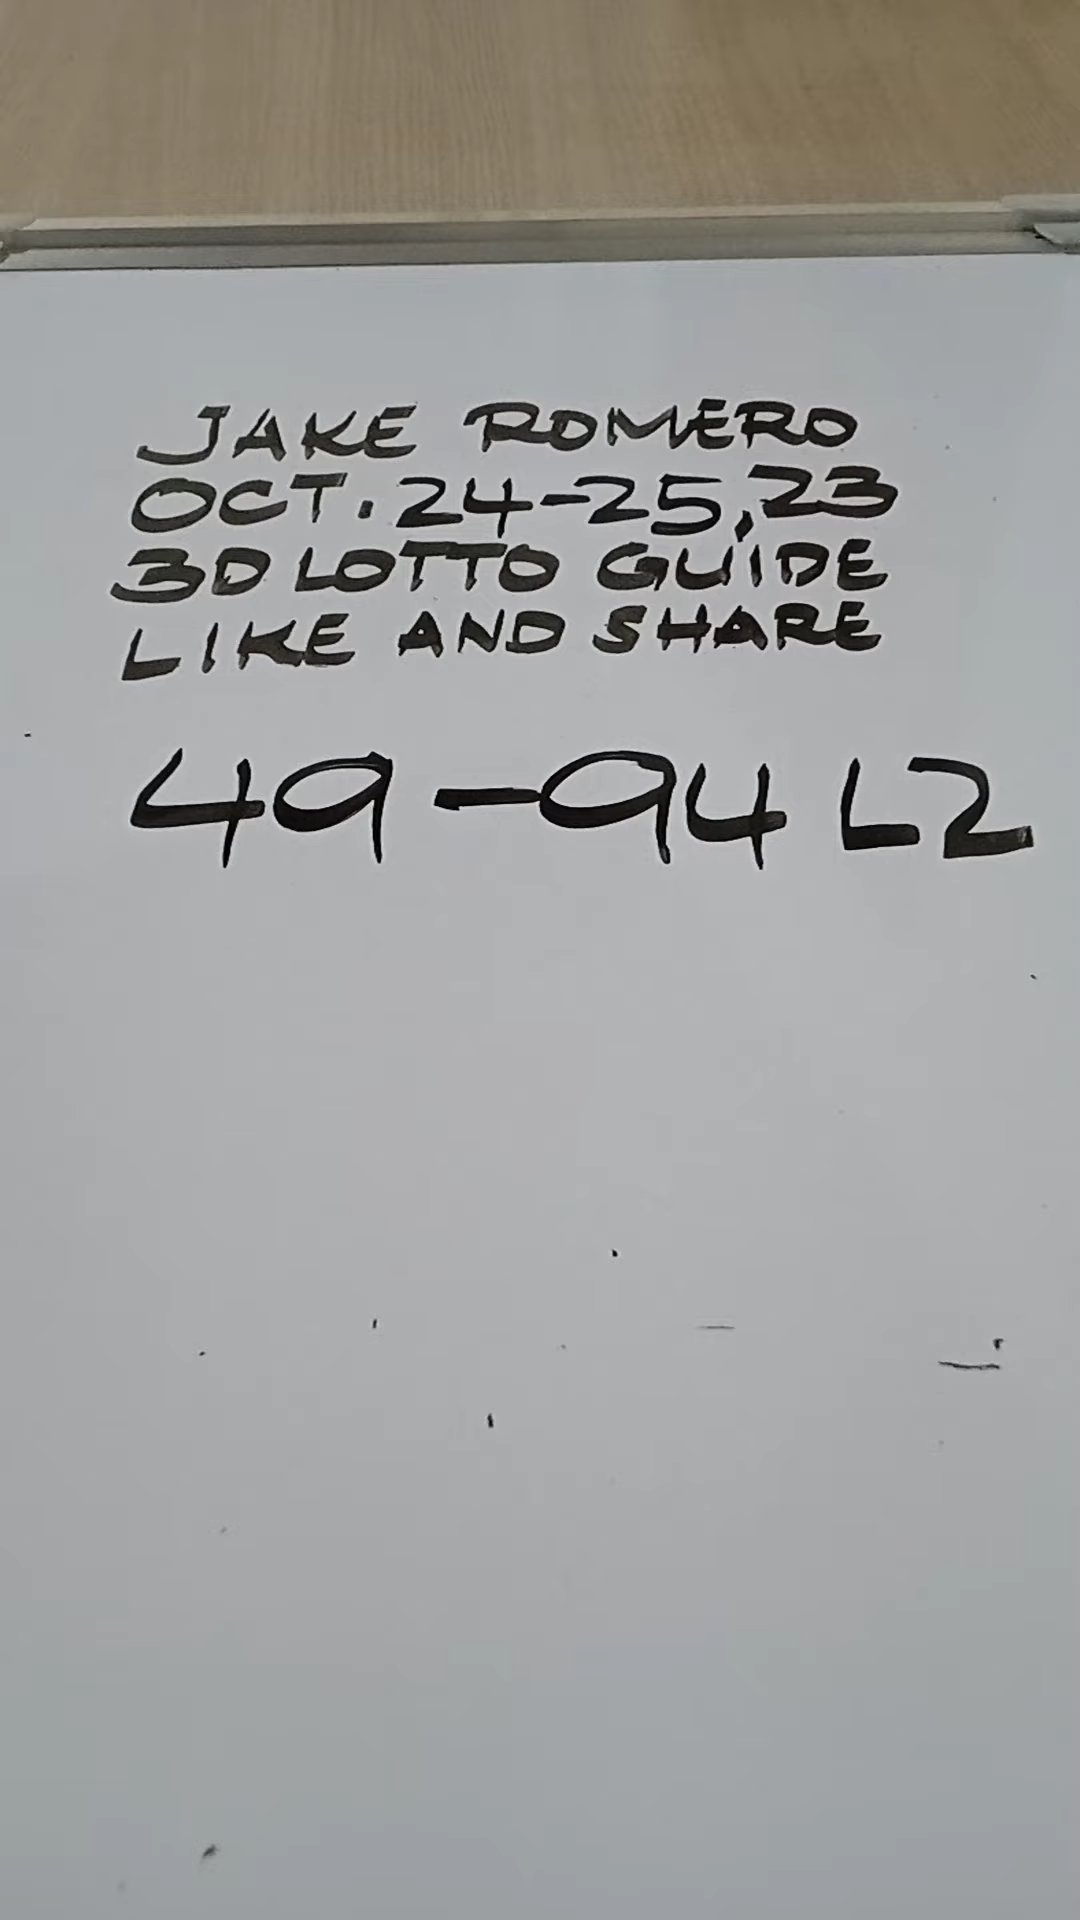 JAKE ROMERO
OCT. 24-25, 23
3D LOTTO GUIDE
LIKE AND SHARE
49-94 L2